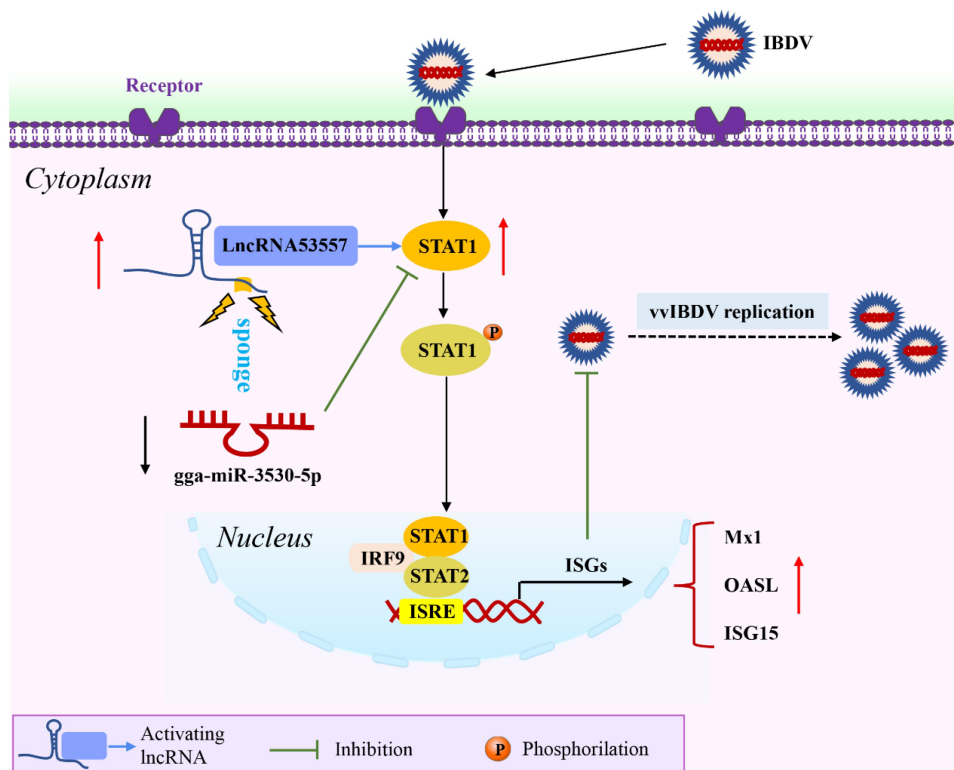 IBDV
Receptor
Cytoplasm
LncRNA53557
STAT1
vvIBDV replication
P
STAT1
sponge
gga-miR-3530-5p
Nucleus
STAT1
IRF9
STAT2
ISRE
ISGs
Mx1
OASL
ISG15
Activating
lncRNA
Inhibition
P
Phosphorilation